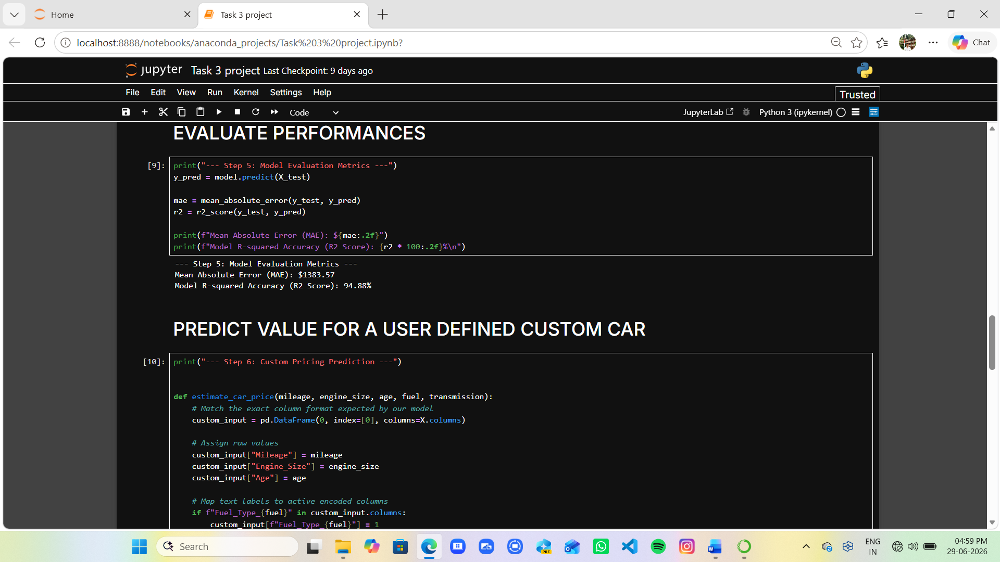 Home
Task 3 project
localhost:8888/notebooks/anaconda_projects/Task%203%20project.ipynb?
Chat
jupyter Task 3 project Last Checkpoint: 9 days ago
File Edit View Run Kernel Settings Help
Trusted
Code
JupyterLab
Python 3 (ipykernel)
EVALUATE PERFORMANCES
[9]:
print("--- Step 5: Model Evaluation Metrics ---")
y_pred = model.predict(X_test)
mae = mean_absolute_error(y_test, y_pred)
r2 = r2_score(y_test, y_pred)
print(f"Mean Absolute Error (MAE): ${mae:.2f}")
print(f"Model R-squared Accuracy (R2 Score): {r2 * 100:.2f}%\n")
--- Step 5: Model Evaluation Metrics ---
Mean Absolute Error (MAE): $1383.57
Model R-squared Accuracy (R2 Score): 94.88%
PREDICT VALUE FOR A USER DEFINED CUSTOM CAR
[10]:
print("--- Step 6: Custom Pricing Prediction ---")
def estimate_car_price(mileage, engine_size, age, fuel, transmission):
# Match the exact column format expected by our model
custom_input = pd.DataFrame(0, index=[0], columns=X.columns)
# Assign raw values
custom_input["Mileage"] = mileage
custom_input["Engine_Size"] = engine_size
custom_input["Age"] = age
# Map text labels to active encoded columns
if f"Fuel_Type_{fuel}" in custom_input.columns:
custom_input[f"Fuel_Type_{fuel}"] = 1
Search
PRE
ENG
IN
04:59 PM
29-06-2026